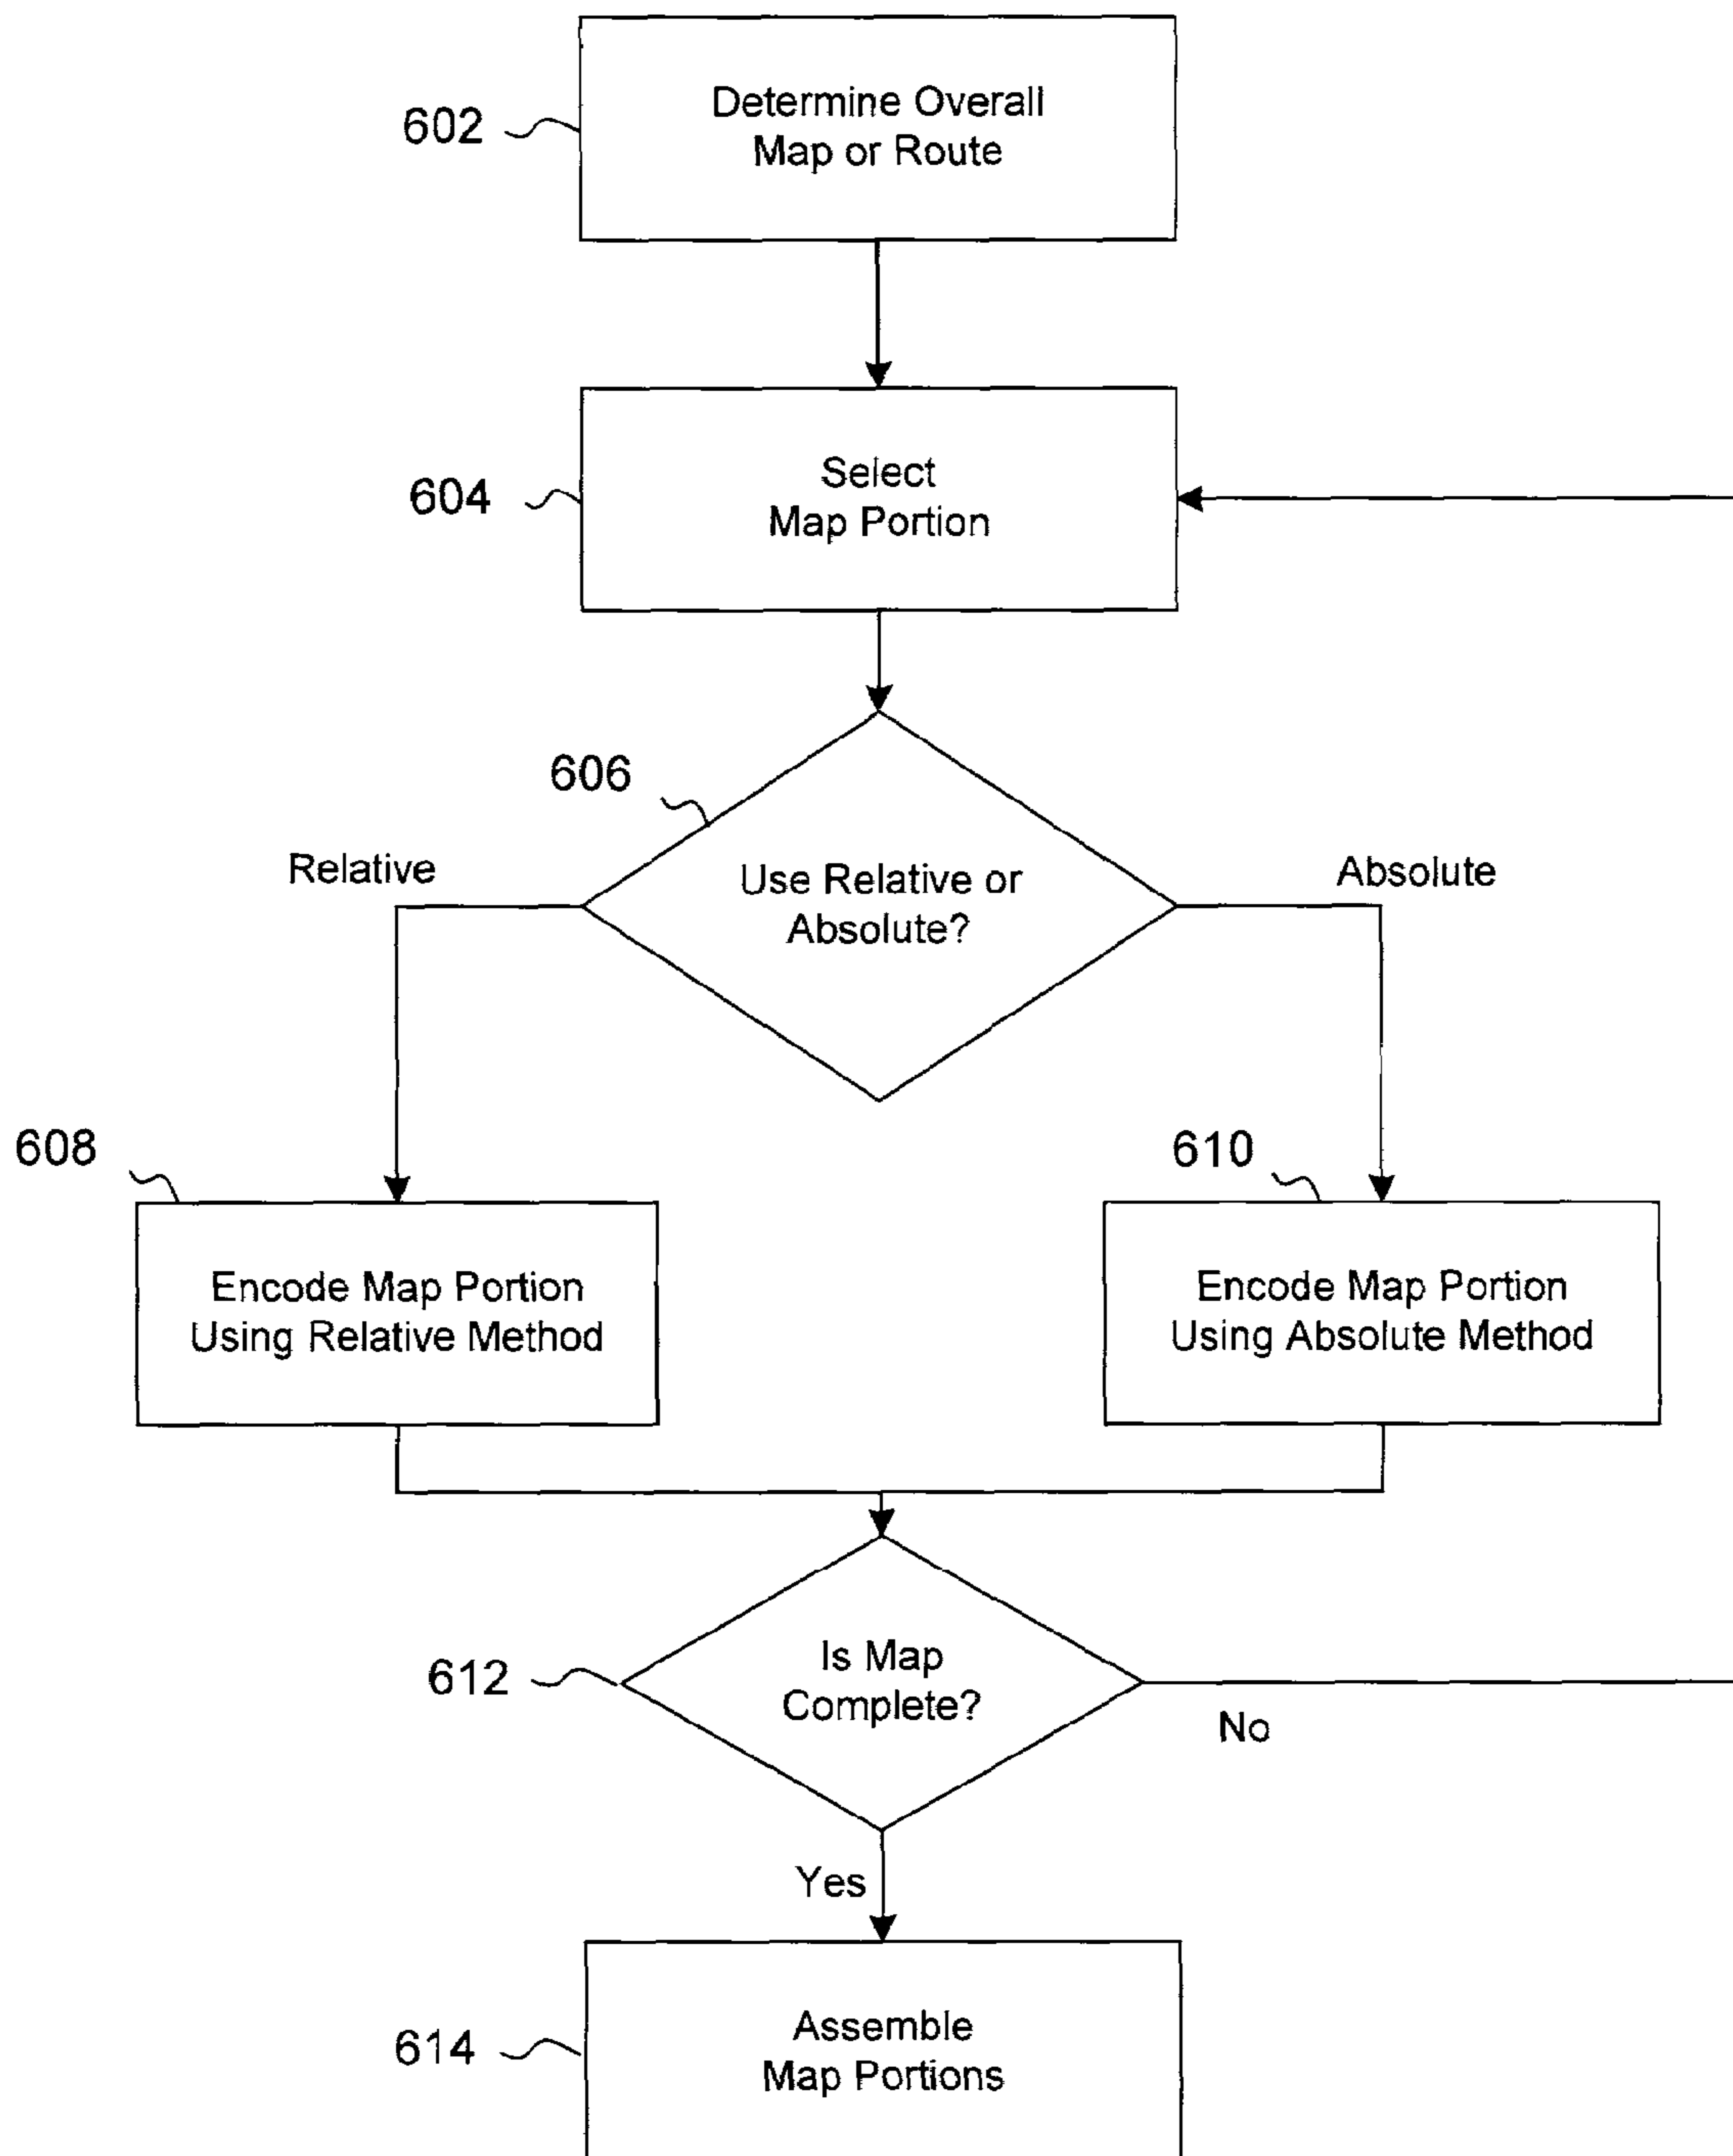 602
Determine Overall
Map or Route
604
Select
Map Portion
606
Relative
Use Relative or
Absolute?
Absolute
608
610
Encode Map Portion
Using Relative Method
Encode Map Portion
Using Absolute Method
612
Is Map
Complete?
No
Yes
614
Assemble
Map Portions